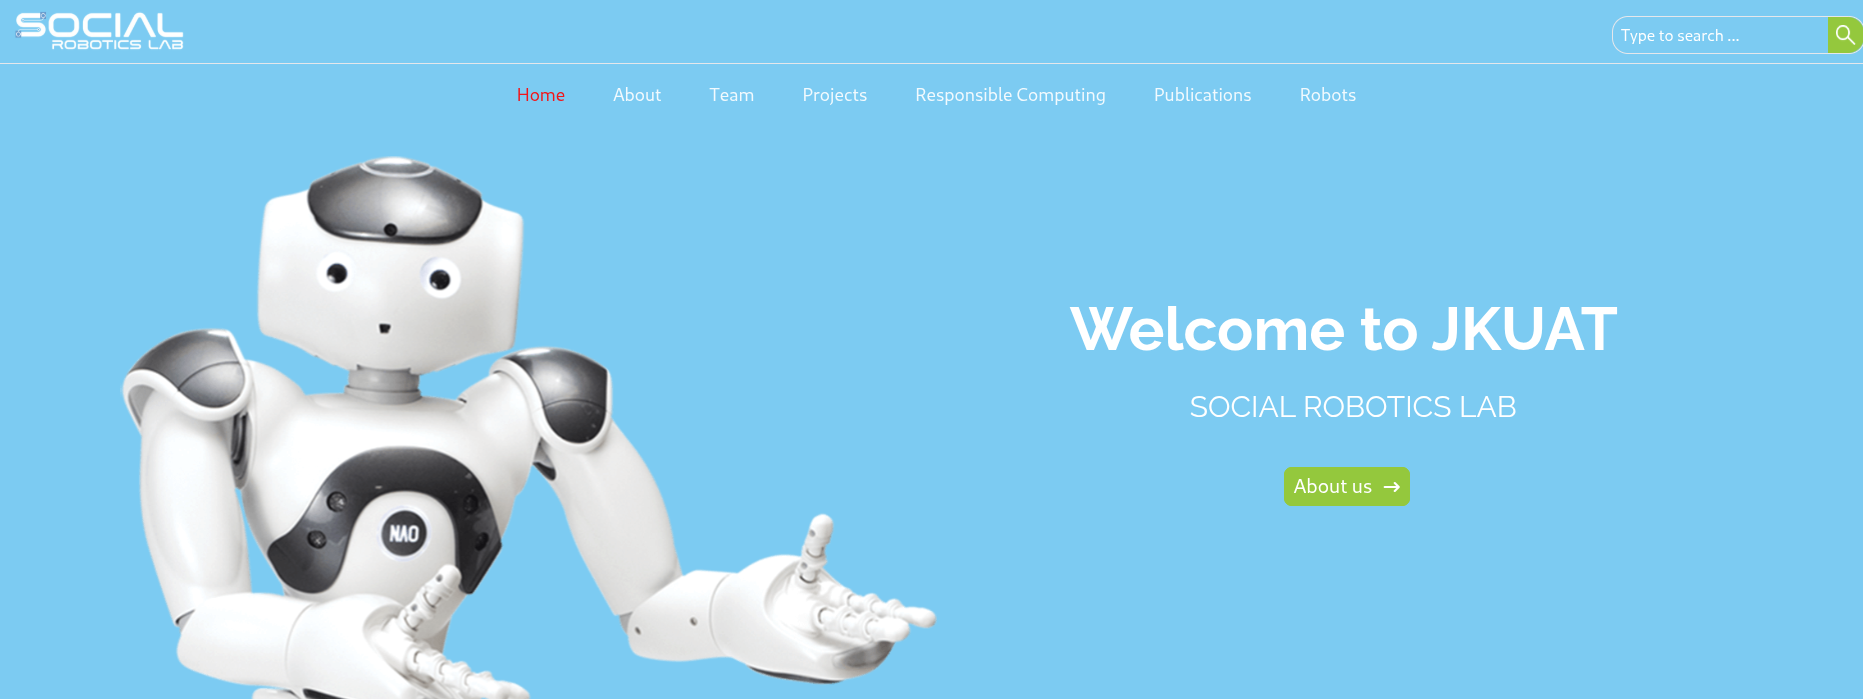 SOCIAL
ROBOTICS LAB
Type to search ...
Home About Team Projects Responsible Computing Publications Robots
Welcome to JKUAT
SOCIAL ROBOTICS LAB
About us →
NAO